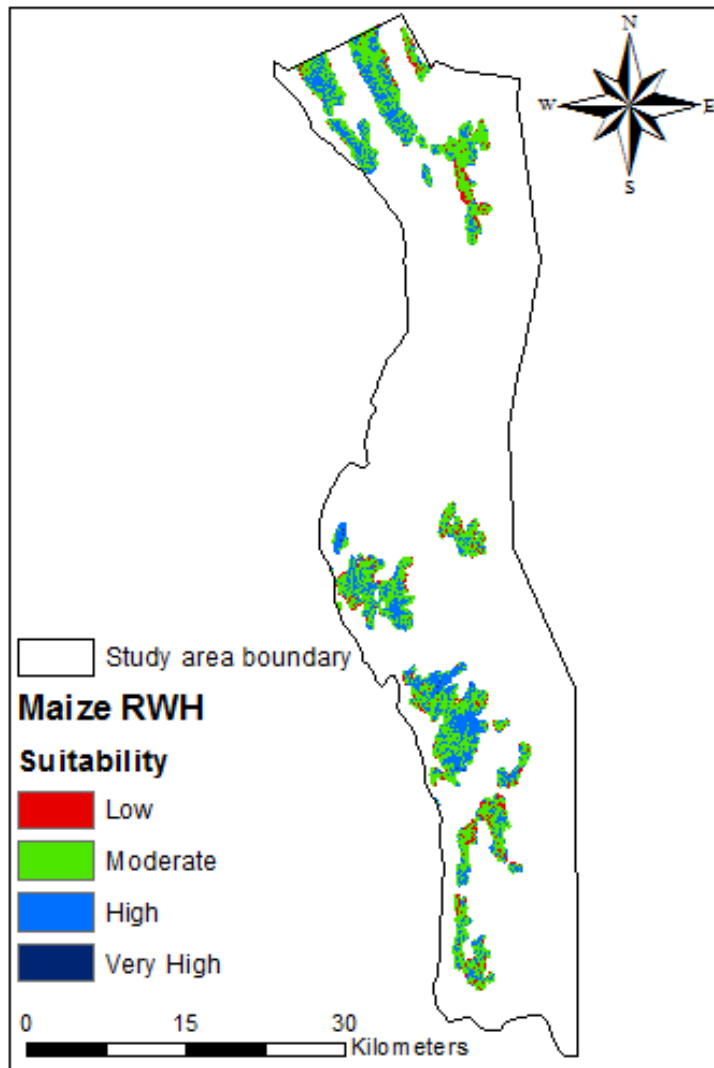 N
W E
S
Study area boundary
Maize RWH
Suitability
Low
Moderate
High
Very High
0 15 30
Kilometers